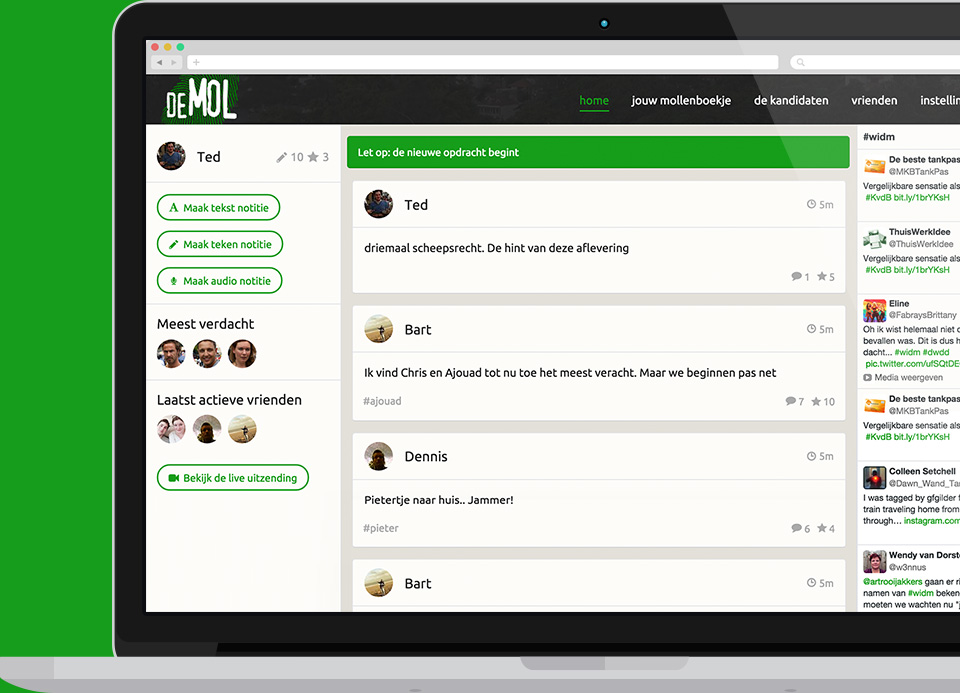 DE MOL
home
jouw mollenboekje
de kandidaten
vrienden
instellin
Ted
10
3
A Maak tekst notitie
Maak teken notitie
Maak audio notitie
Meest verdacht
Laatst actieve vrienden
Bekijk de live uitzending
Let op: de nieuwe opdracht begint
Ted
5m
driemaal scheepsrecht. De hint van deze aflevering
1
5
Bart
5m
Ik vind Chris en Ajouad tot nu toe het meest veracht. Maar we beginnen pas net
#ajouad
7
10
Dennis
5m
Pietertje naar huis.. Jammer!
#pieter
6
4
Bart
5m
#widm
De beste tankpas
@MKBTankPas
Vergelijkbare sensatie als
#KvdB bit.ly/1brYKsH
ThuisWerkIdee
@ThuisWerkIdee
Vergelijkbare sensatie als
#KvdB bit.ly/1brYKsH
Eline
@FabraysBrittany
Oh ik wist helemaal niet d
bevallen was. Dit is dus h
dacht... #widm #dwdd
pic.twitter.com/ufSQtDE
Media weergeven
De beste tankpas
@MKBTankPas
Vergelijkbare sensatie als
#KvdB bit.ly/1brYKsH
Colleen Setchell
@Dawn_Wand_Tar
I was tagged by gfgilder f
train traveling home from
through... instagram.com
Wendy van Dorste
@w3nnus
@artrooijakkers gaan er ri
namen van #widm beken
moeten we wachten nu "j